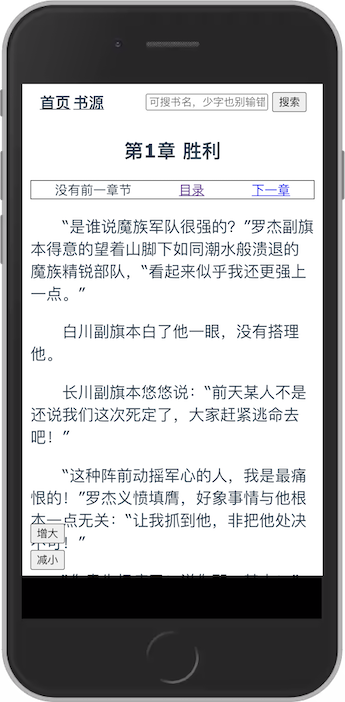 首页 书源 可搜书名，少字也别输错 搜索
第1章 胜利
没有前一章节 目录 下一章
“是谁说魔族军队很强的？”罗杰副旗
本得意的望着山脚下如同潮水般溃退的
魔族精锐部队，“看起来似乎我还更强上
一点。”
白川副旗本白了他一眼，没有搭理
他。
长川副旗本悠悠说：“前天某人不是
还说我们这次死定了，大家赶紧逃命去
吧！”
“这种阵前动摇军心的人，我是最痛
恨的！”罗杰义愤填膺，好象事情与他根
本一点无关：“让我抓到他，非把他处决
不可！”
增大
减小